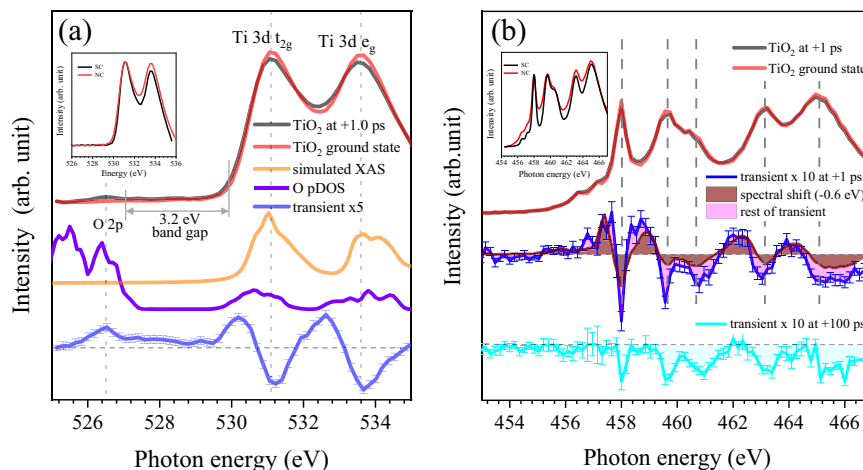 (a)
Ti 3d t2g
Ti 3d eg
Intensity (arb. unit)
SC
NC
526 528 530 532 534 536
Energy (eV)
TiO2 at +1.0 ps
TiO2 ground state
simulated XAS
O pDOS
transient x5
O 2p
3.2 eV
band gap
Intensity (arb. unit)
526 528 530 532 534
Photon energy (eV)
(b)
Intensity (arb. unit)
SC
NC
454 456 458 460 462 464 466
Photon energy (eV)
TiO2 at +1 ps
TiO2 ground state
transient x 10 at +1 ps
spectral shift (-0.6 eV)
rest of transient
transient x 10 at +100 ps
Intensity (arb.unit)
454 456 458 460 462 464 466
Photon energy (eV)